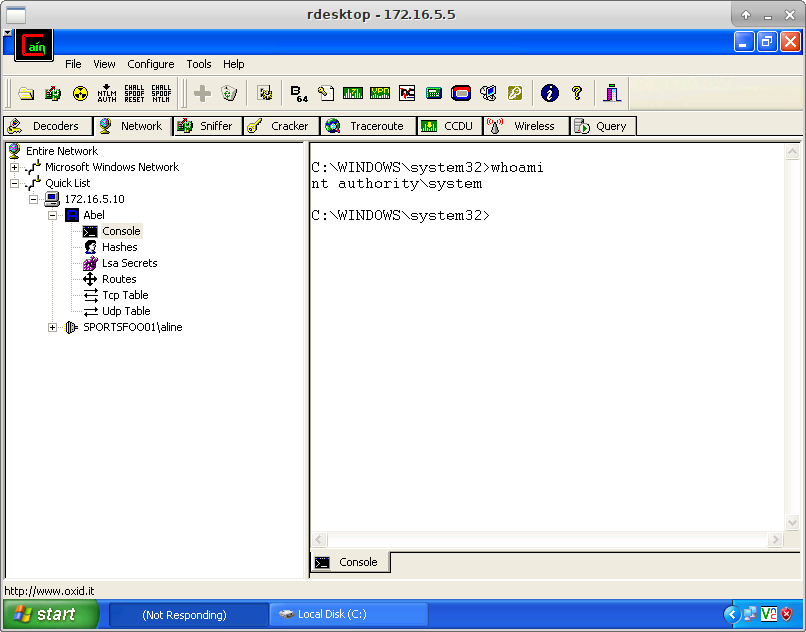 rdesktop - 172.16.5.5
Cain
File View Configure Tools Help
NTLM AUTH
CHALL SPOOF RESET
CHALL SPOOF NTLM
B64
Decoders Network Sniffer Cracker Traceroute CCDU Wireless Query
Entire Network
Microsoft Windows Network
Quick List
172.16.5.10
Abel
Console
Hashes
Lsa Secrets
Routes
Tcp Table
Udp Table
SPORTSFOO01\aline
C:\WINDOWS\system32>whoami
nt authority\system
C:\WINDOWS\system32>
Console
http://www.oxid.it
start (Not Responding) Local Disk (C:)